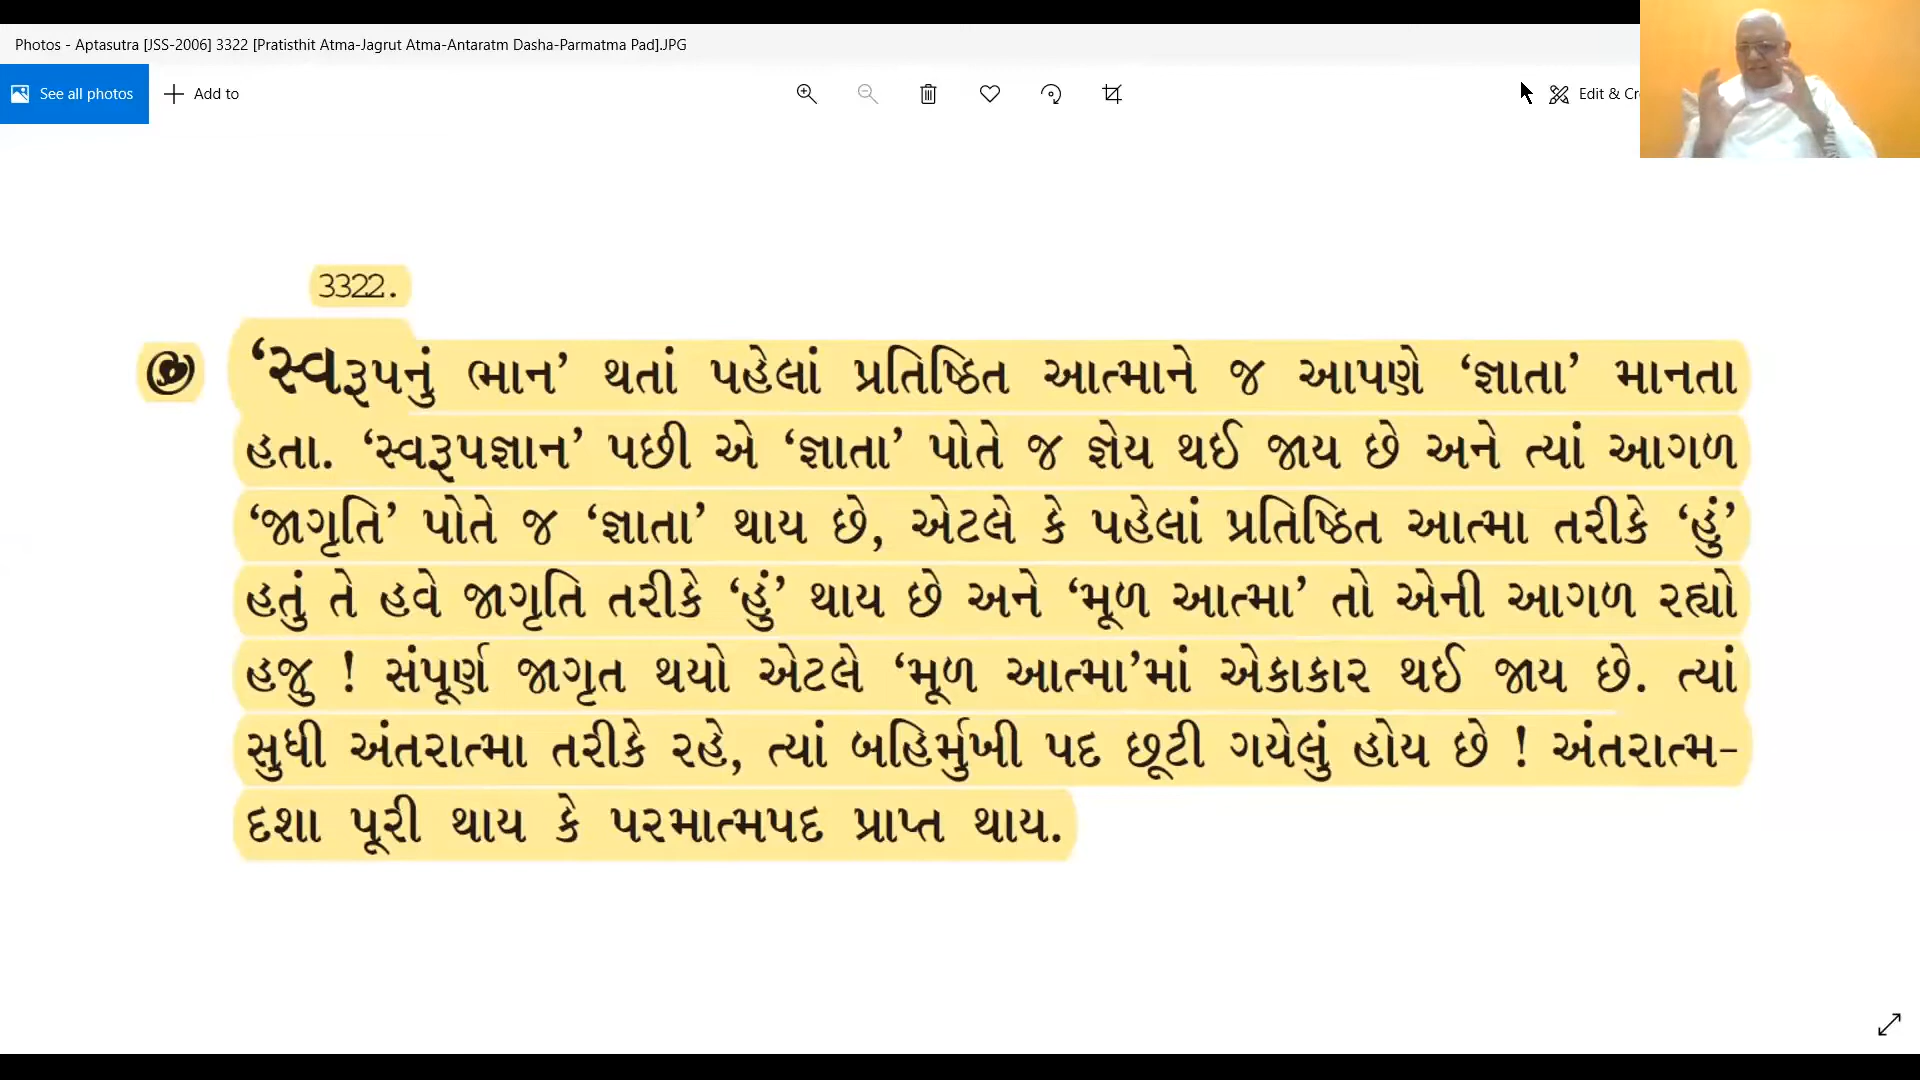 Photos - Aptasutra [JSS-2006] 3322 [Pratisthit Atma-Jagrut Atma-Antaratm Dasha-Parmatma Pad].JPG
See all photos
Add to
Edit & Cr
3322.
‘સ્વરૂપનું ભાન’ થતાં પહેલાં પ્રતિષ્ઠિત આત્માને જ આપણે ‘જ્ઞાતા’ માનતા
હતા. ‘સ્વરૂપજ્ઞાન’ પછી એ ‘જ્ઞાતા’ પોતે જ જ્ઞેય થઈ જાય છે અને ત્યાં આગળ
‘જાગૃતિ’ પોતે જ ‘જ્ઞાતા’ થાય છે, એટલે કે પહેલાં પ્રતિષ્ઠિત આત્મા તરીકે ‘હું’
હતું તે હવે જાગૃતિ તરીકે ‘હું’ થાય છે અને ‘મૂળ આત્મા’ તો એની આગળ રહ્યો
હજુ ! સંપૂર્ણ જાગૃત થયો એટલે ‘મૂળ આત્મા’માં એકાકાર થઈ જાય છે. ત્યાં
સુધી અંતરાત્મા તરીકે રહે, ત્યાં બહિર્મુખી પદ છૂટી ગયેલું હોય છે ! અંતરાત્મ-
દશા પૂરી થાય કે પરમાત્મપદ પ્રાપ્ત થાય.